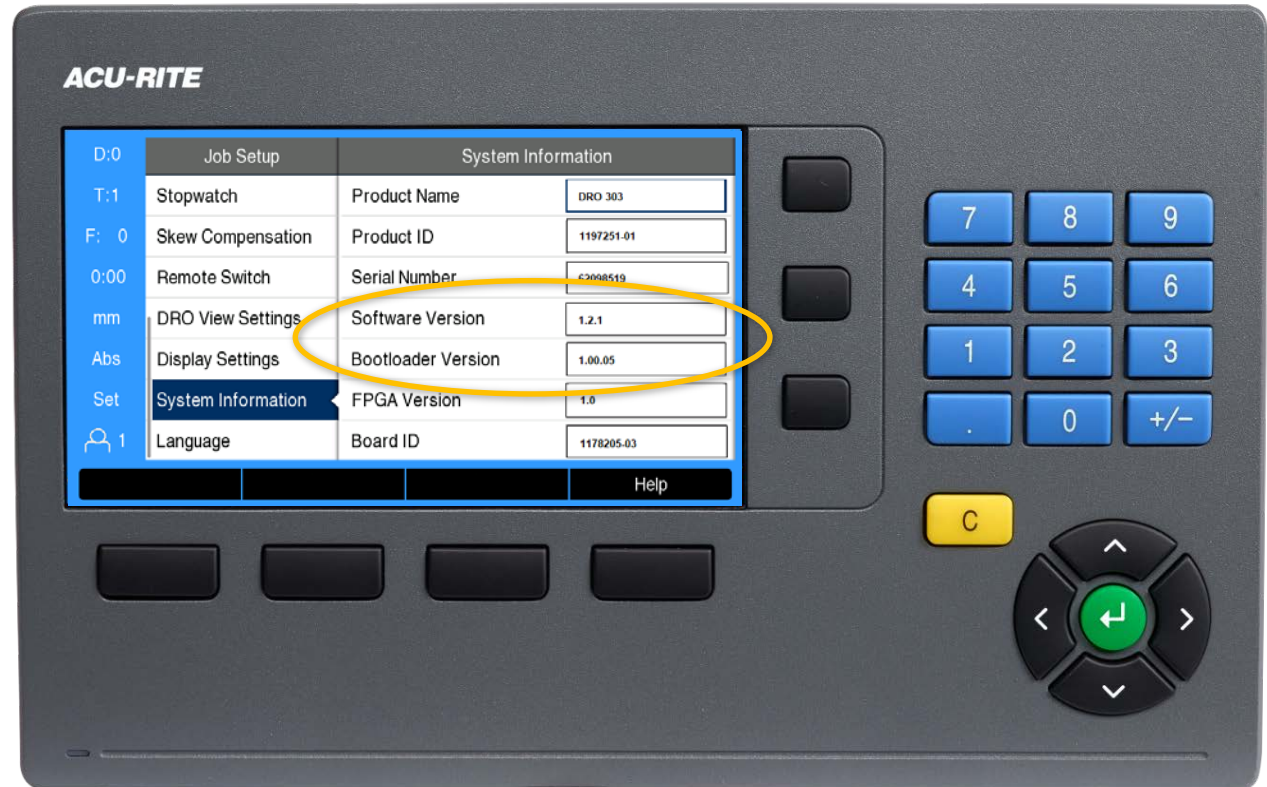 ACU-RITE
D:0 Job Setup System Information
T:1 Stopwatch Product Name DRO 303
F: 0 Skew Compensation Product ID 1197251-01
0:00 Remote Switch Serial Number 62098519
mm DRO View Settings Software Version 1.2.1
Abs Display Settings Bootloader Version 1.00.05
Set System Information FPGA Version 1.0
1 Language Board ID 1178205-03
Help
7 8 9
4 5 6
1 2 3
. 0 +/-
C